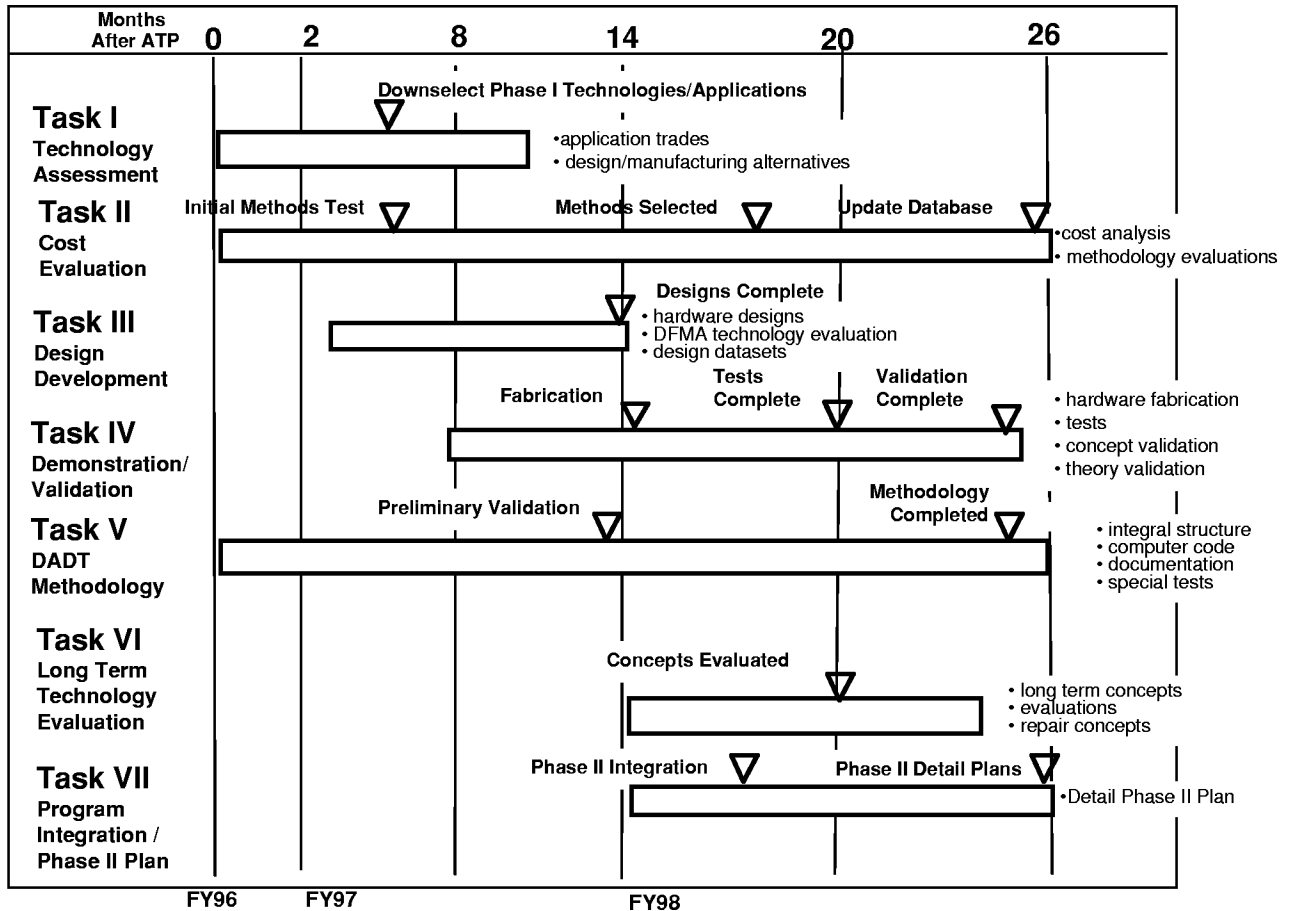 Months
After ATP
0 2 8 14 20 26
Downselect Phase I Technologies/Applications
Task I
Technology
Assessment
•application trades
• design/manufacturing alternatives
Task II
Cost
Evaluation
Initial Methods Test
Methods Selected
Update Database
•cost analysis
• methodology evaluations
Task III
Design
Development
Designs Complete
• hardware designs
• DFMA technology evaluation
• design datasets
Task IV
Demonstration/
Validation
Fabrication
Tests
Complete
Validation
Complete
• hardware fabrication
• tests
• concept validation
• theory validation
Task V
DADT
Methodology
Preliminary Validation
Methodology
Completed
• integral structure
• computer code
• documentation
• special tests
Task VI
Long Term
Technology
Evaluation
Concepts Evaluated
• long term concepts
• evaluations
• repair concepts
Task VII
Program
Integration /
Phase II Plan
Phase II Integration
Phase II Detail Plans
•Detail Phase II Plan
FY96 FY97 FY98